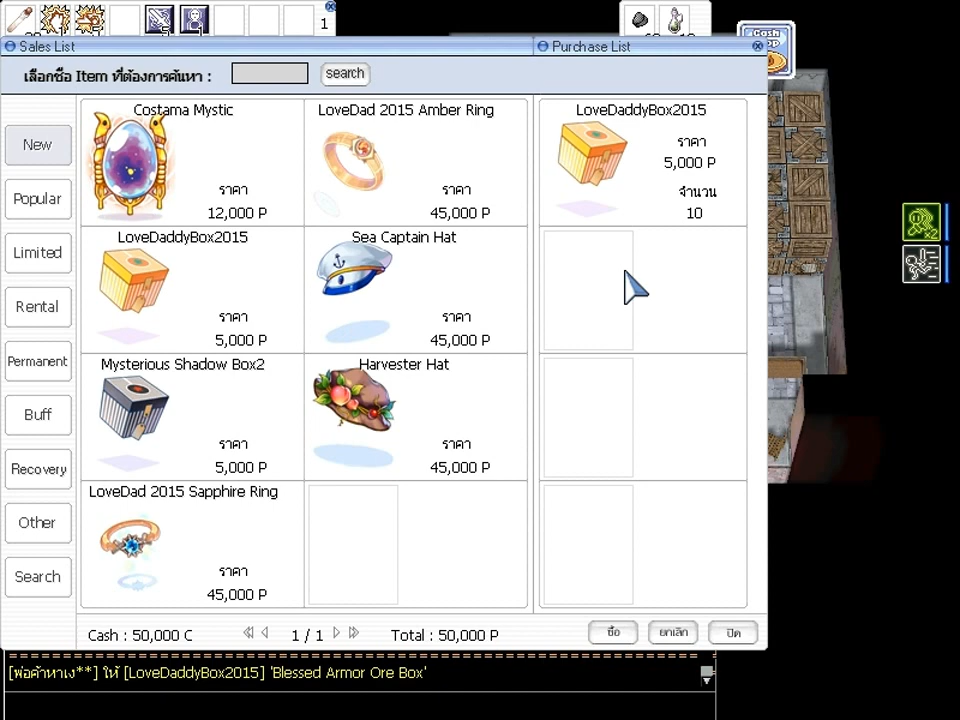 1
Sales List
Purchase List
เลือกชื่อ Item ที่ต้องการค้นหา :
search
New
Popular
Limited
Rental
Permanent
Buff
Recovery
Other
Search
Costama Mystic
ราคา
12,000 P
LoveDad 2015 Amber Ring
ราคา
45,000 P
LoveDaddyBox2015
ราคา
5,000 P
Sea Captain Hat
ราคา
45,000 P
Mysterious Shadow Box2
ราคา
5,000 P
Harvester Hat
ราคา
45,000 P
LoveDad 2015 Sapphire Ring
ราคา
45,000 P
LoveDaddyBox2015
ราคา
5,000 P
จำนวน
10
Cash : 50,000 C
1 / 1
Total : 50,000 P
ซื้อ
ยกเลิก
ปิด
[พ่อค้าหาเง**] ให้ [LoveDaddyBox2015] 'Blessed Armor Ore Box'
x2